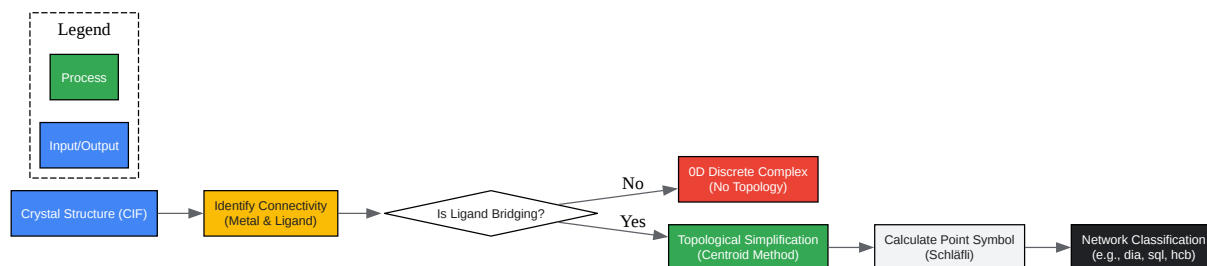 Legend
Process
Input/Output
Crystal Structure (CIF)
Identify Connectivity
(Metal & Ligand)
Is Ligand Bridging?
No
Yes
0D Discrete Complex
(No Topology)
Topological Simplification
(Centroid Method)
Calculate Point Symbol
(Schläfli)
Network Classification
(e.g., dia, sql, hcb)